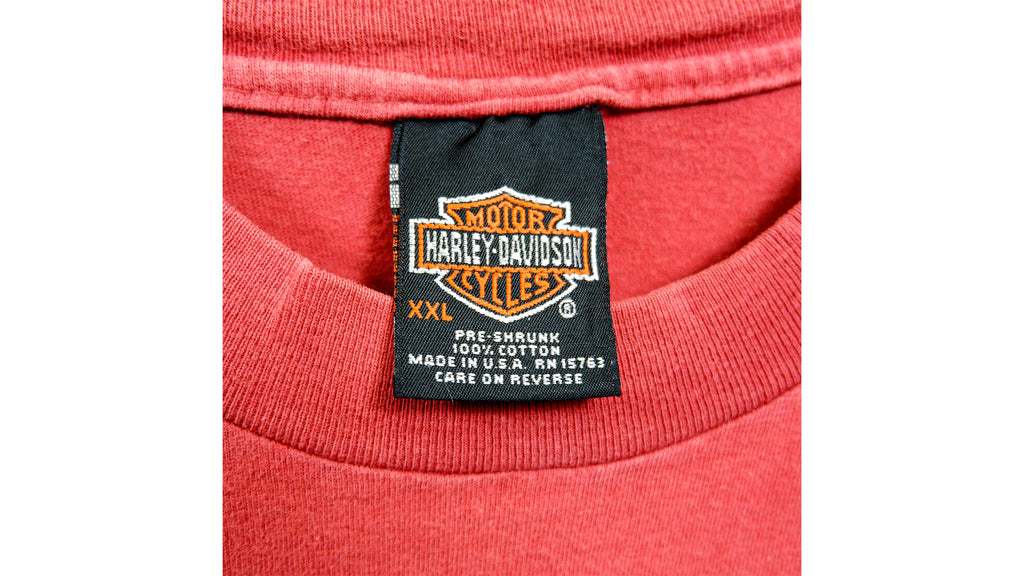 MOTOR
HARLEY-DAVIDSON
CYCLES
XXL ®
PRE-SHRUNK
100% COTTON
MADE IN U.S.A. RN 15763
CARE ON REVERSE